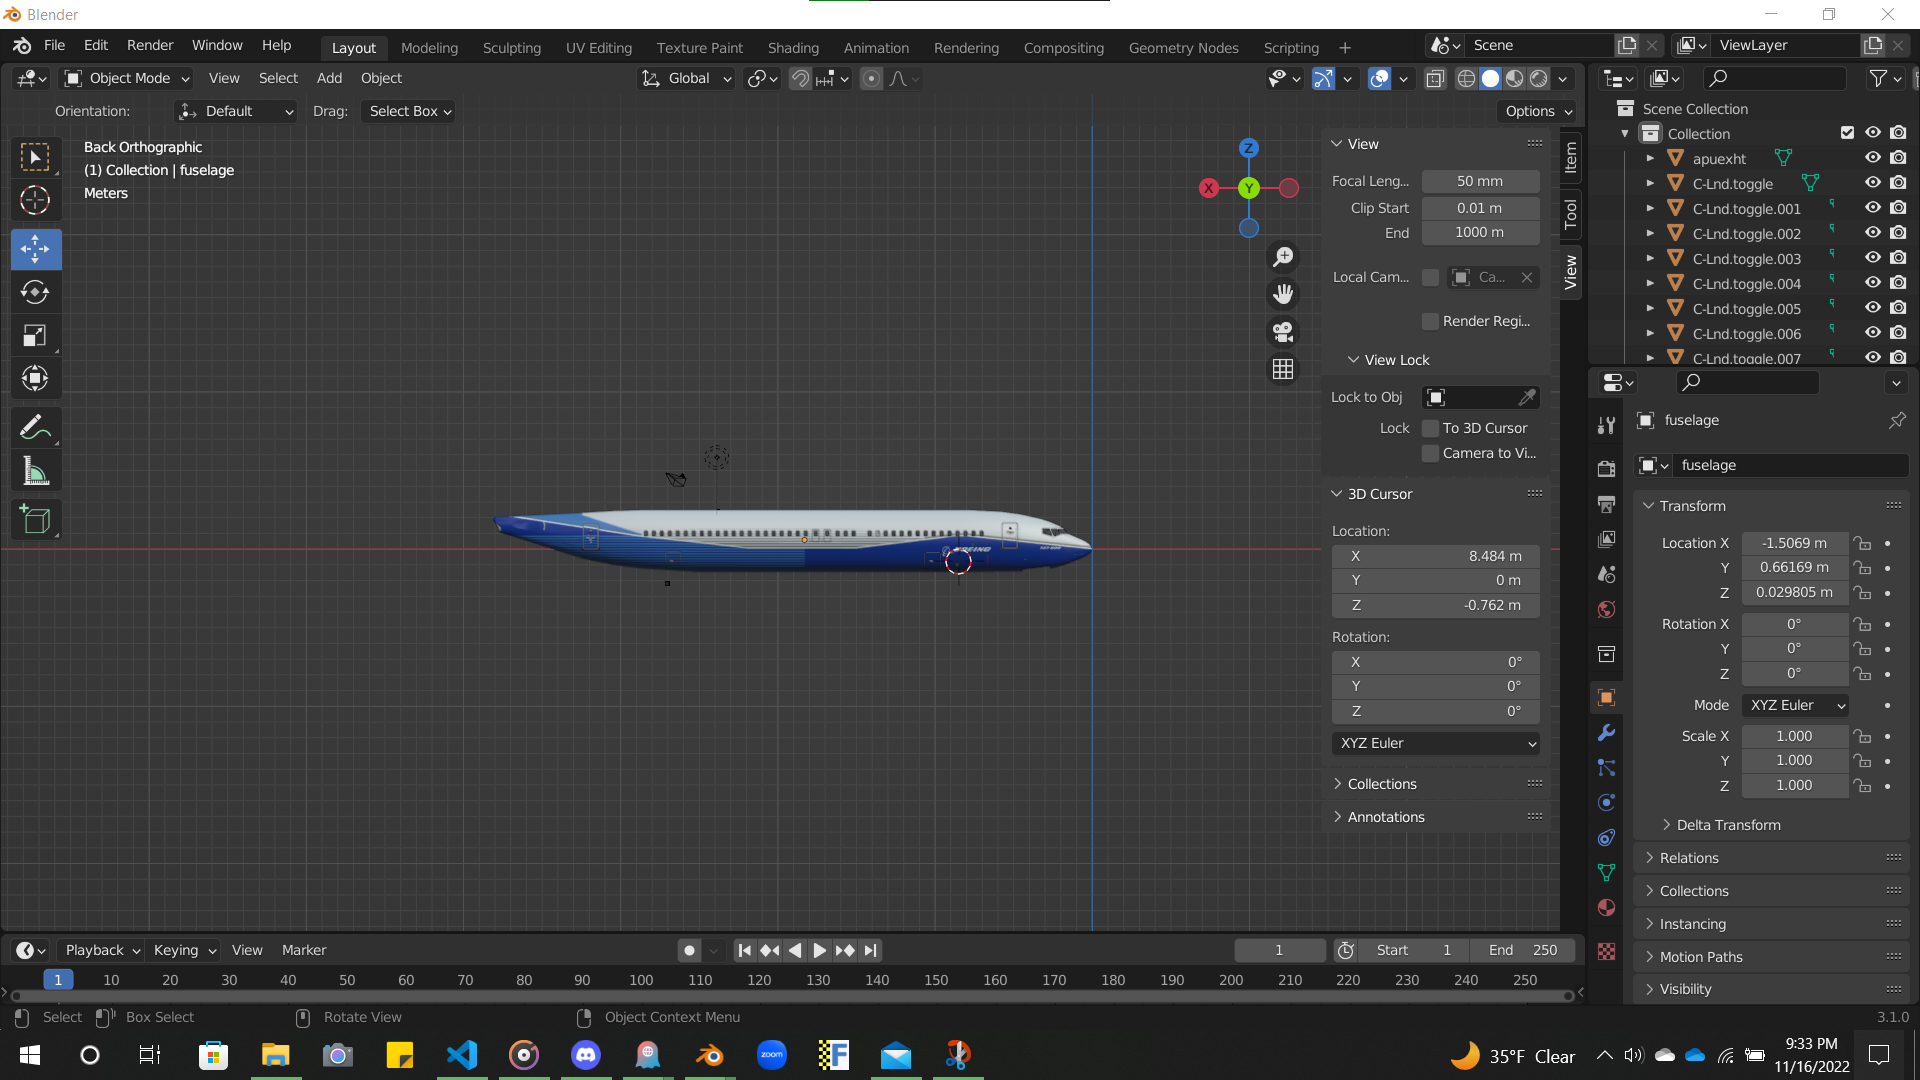 Blender
File Edit Render Window Help Layout Modeling Sculpting UV Editing Texture Paint Shading Animation Rendering Compositing Geometry Nodes Scripting + Scene ViewLayer
Object Mode View Select Add Object Global
Orientation: Default Drag: Select Box Options
Back Orthographic
(1) Collection | fuselage
Meters
Z
X Y
View
Focal Leng... 50 mm
Clip Start 0.01 m
End 1000 m
Local Cam... Ca...
Render Regi...
View Lock
Lock to Obj
Lock To 3D Cursor
Camera to Vi...
3D Cursor
Location:
X 8.484 m
Y 0 m
Z -0.762 m
Rotation:
X 0°
Y 0°
Z 0°
XYZ Euler
Collections
Annotations
Item
Tool
View
Scene Collection
Collection
apuexht
C-Lnd.toggle
C-Lnd.toggle.001
C-Lnd.toggle.002
C-Lnd.toggle.003
C-Lnd.toggle.004
C-Lnd.toggle.005
C-Lnd.toggle.006
C-Lnd.toggle.007
fuselage
fuselage
Transform
Location X -1.5069 m
Y 0.66169 m
Z 0.029805 m
Rotation X 0°
Y 0°
Z 0°
Mode XYZ Euler
Scale X 1.000
Y 1.000
Z 1.000
Delta Transform
Relations
Collections
Instancing
Motion Paths
Visibility
Playback Keying View Marker 1 Start 1 End 250
1 10 20 30 40 50 60 70 80 90 100 110 120 130 140 150 160 170 180 190 200 210 220 230 240 250
Select Box Select Rotate View Object Context Menu 3.1.0
zoom F 35°F Clear 9:33 PM
11/16/2022